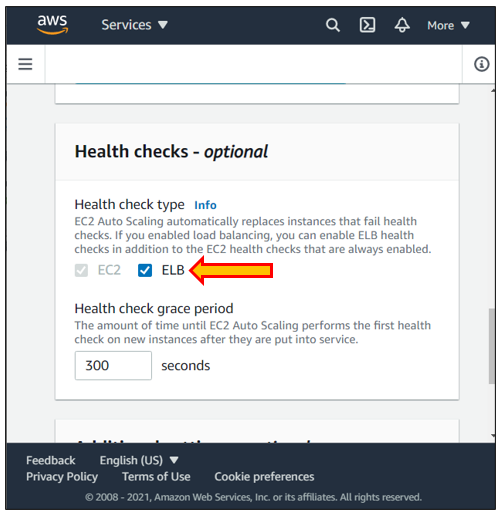 aws
Services
More
Health checks - optional
Health check type Info
EC2 Auto Scaling automatically replaces instances that fail health
checks. If you enabled load balancing, you can enable ELB health
checks in addition to the EC2 health checks that are always enabled.
EC2 ELB
Health check grace period
The amount of time until EC2 Auto Scaling performs the first health
check on new instances after they are put into service.
300 seconds
Feedback English (US)
Privacy Policy Terms of Use Cookie preferences
© 2008 - 2021, Amazon Web Services, Inc. or its affiliates. All rights reserved.